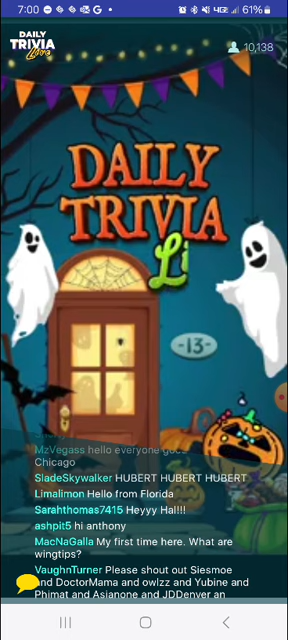 7:00
61%
DAILY
TRIVIA
Live
10,138
DAILY
TRIVIA
Li
-13-
MzVegass hello everyone
Chicago
SladeSkywalker HUBERT HUBERT HUBERT
Limalimon Hello from Florida
Sarahthomas7415 Heyyy Hal!!!
ashpit5 hi anthony
MacNaGalla My first time here. What are
wingtips?
VaughnTurner Please shout out Siesmoe
and DoctorMama and owlzz and Yubine and
Phimat and Asianone and JDDenver an